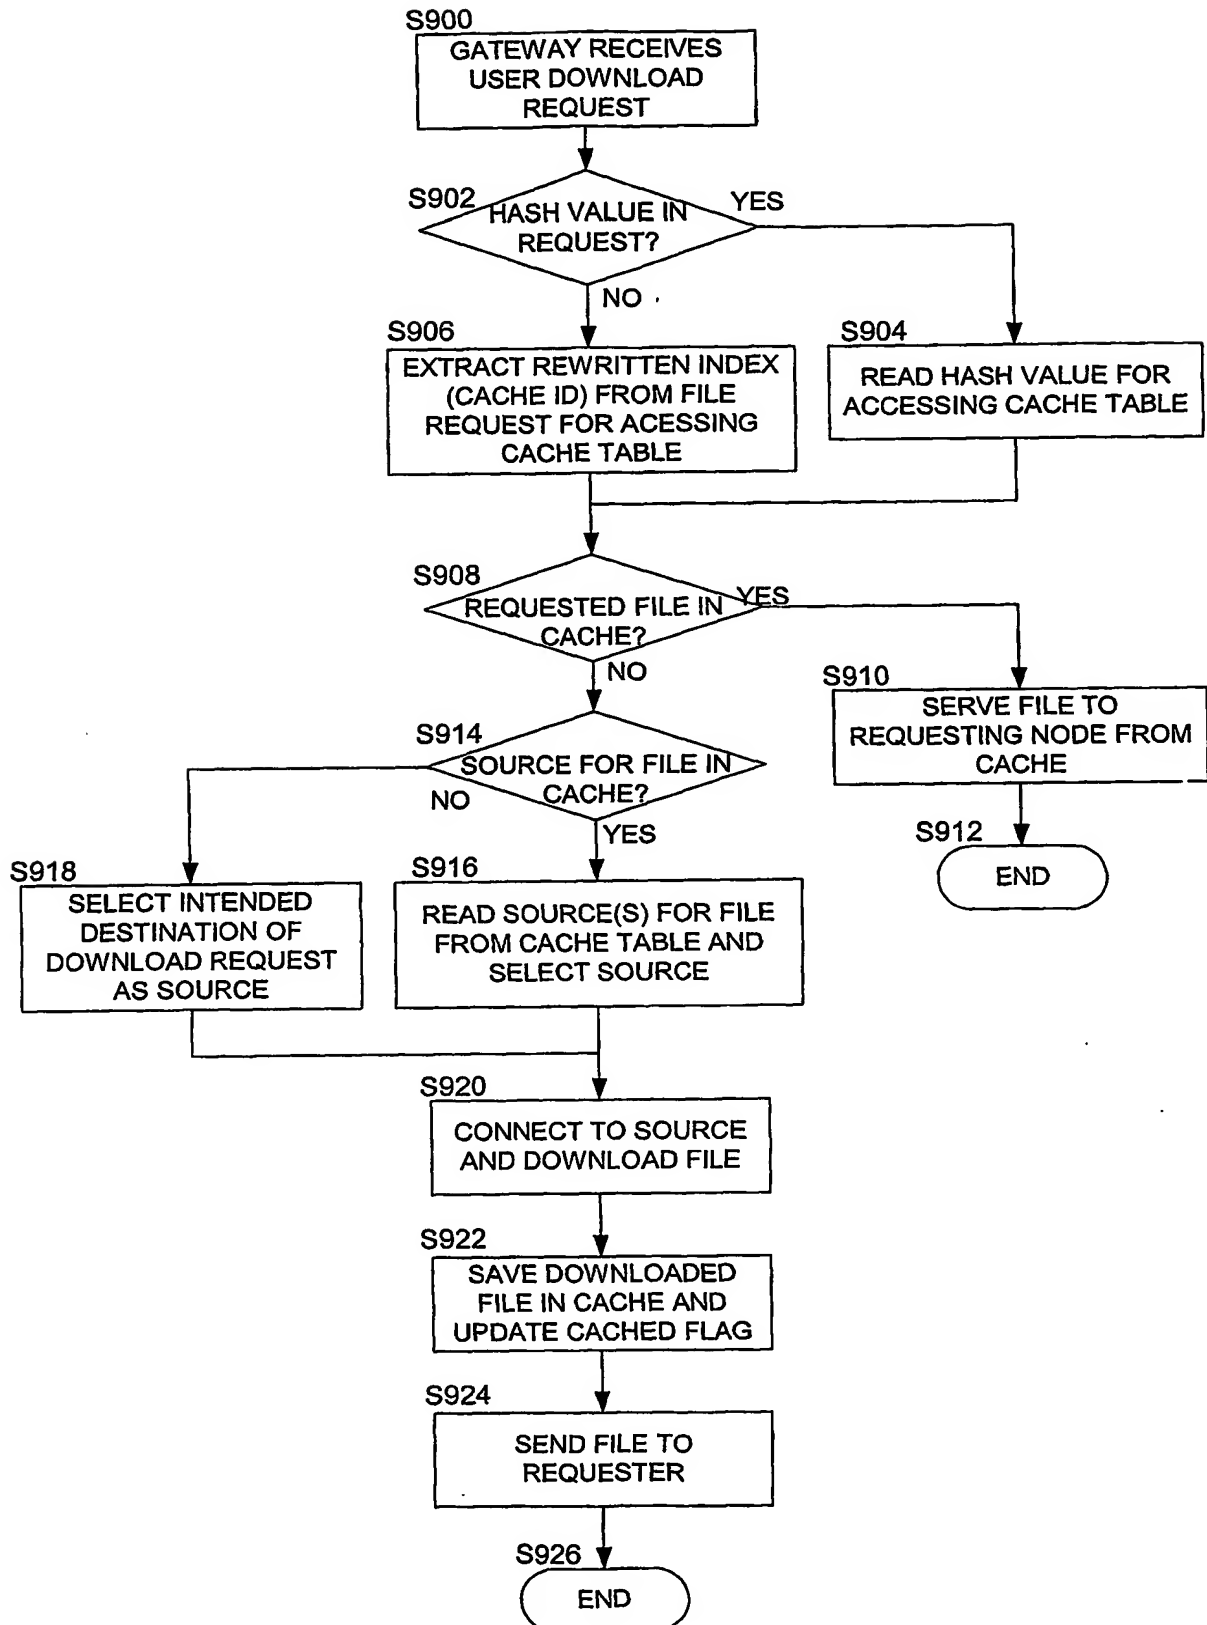 S900
GATEWAY RECEIVES
USER DOWNLOAD
REQUEST
S902
HASH VALUE IN
REQUEST?
YES
NO
S906
EXTRACT REWRITTEN INDEX
(CACHE ID) FROM FILE
REQUEST FOR ACESSING
CACHE TABLE
S904
READ HASH VALUE FOR
ACCESSING CACHE TABLE
S908
REQUESTED FILE IN
CACHE?
YES
NO
S910
SERVE FILE TO
REQUESTING NODE FROM
CACHE
S912
END
S914
SOURCE FOR FILE IN
CACHE?
NO
YES
S918
SELECT INTENDED
DESTINATION OF
DOWNLOAD REQUEST
AS SOURCE
S916
READ SOURCE(S) FOR FILE
FROM CACHE TABLE AND
SELECT SOURCE
S920
CONNECT TO SOURCE
AND DOWNLOAD FILE
S922
SAVE DOWNLOADED
FILE IN CACHE AND
UPDATE CACHED FLAG
S924
SEND FILE TO
REQUESTER
S926
END